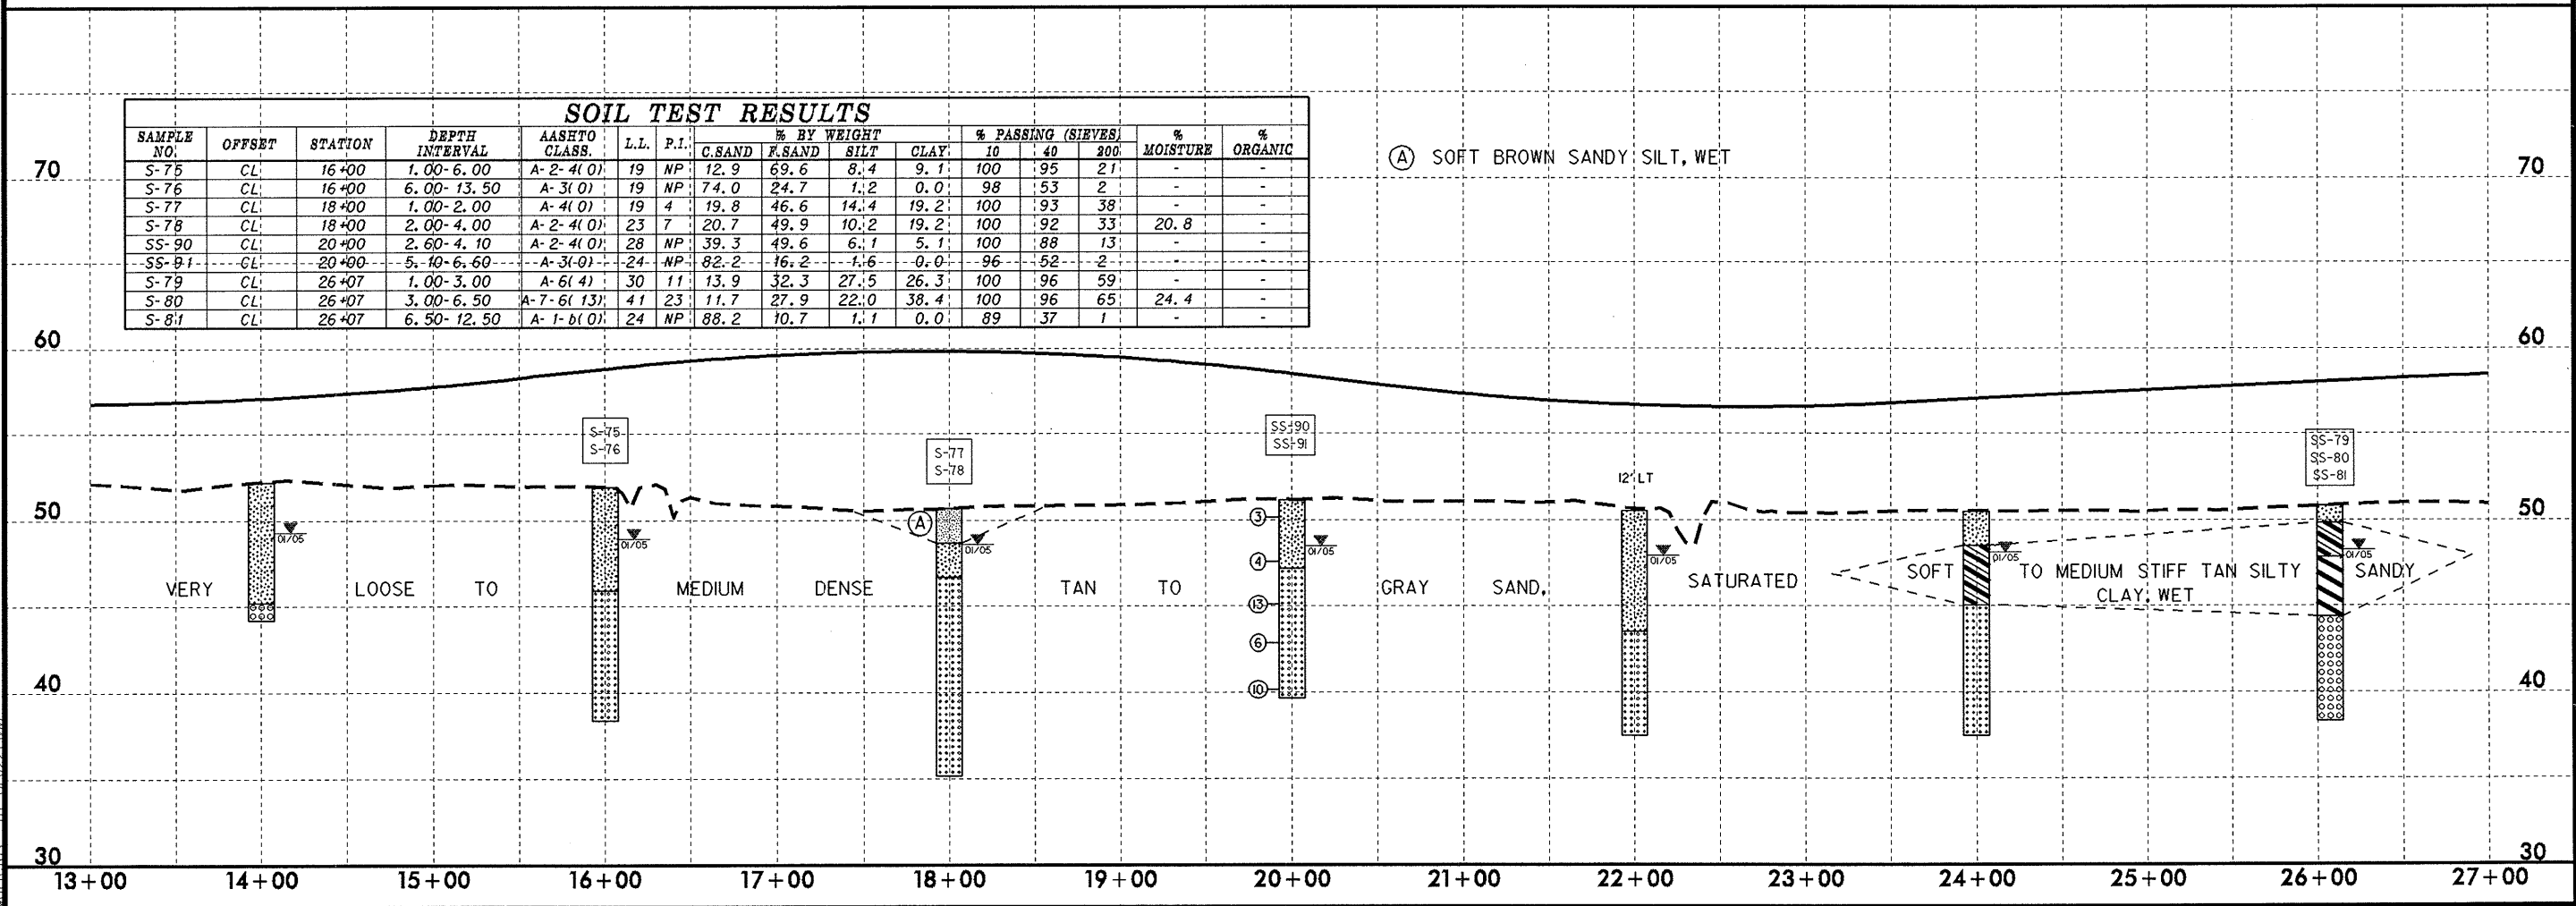 SOIL TEST RESULTS
SAMPLE NO. OFFSET STATION DEPTH INTERVAL AASHTO CLASS. L.L. P.I. % BY WEIGHT % PASSING (SIEVES) % MOISTURE % ORGANIC
C.SAND F.SAND SILT CLAY 10 40 200
S-75 CL 16+00 1.00-6.00 A-2-4(0) 19 NP 12.9 69.6 8.4 9.1 100 95 21 - -
S-76 CL 16+00 6.00-13.50 A-3(0) 19 NP 74.0 24.7 1.2 0.0 98 53 2 - -
S-77 CL 18+00 1.00-2.00 A-4(0) 19 4 19.8 46.6 14.4 19.2 100 93 38 - -
S-78 CL 18+00 2.00-4.00 A-2-4(0) 23 7 20.7 49.9 10.2 19.2 100 92 33 20.8 -
SS-90 CL 20+00 2.60-4.10 A-2-4(0) 28 NP 39.3 49.6 6.1 5.1 100 88 13 - -
SS-91 CL 20+00 5.10-6.60 A-3(0) 24 NP 82.2 16.2 1.6 0.0 96 52 2 - -
S-79 CL 26+07 1.00-3.00 A-6(4) 30 11 13.9 32.3 27.5 26.3 100 96 59 - -
S-80 CL 26+07 3.00-6.50 A-7-6(13) 41 23 11.7 27.9 22.0 38.4 100 96 65 24.4 -
S-81 CL 26+07 6.50-12.50 A-1-b(0) 24 NP 88.2 10.7 1.1 0.0 89 37 1 - -
A SOFT BROWN SANDY SILT, WET
70 70
60 60
S-75
S-76
S-77
S-78
SS-90
SS-91
12' LT
SS-79
SS-80
SS-81
50 50
A
3
4
13
6
10
01/05
01/05
01/05
01/05
01/05
01/05
01/05
VERY LOOSE TO MEDIUM DENSE TAN TO GRAY SAND, SATURATED
SOFT TO MEDIUM STIFF TAN SILTY SANDY
CLAY, WET
40 40
30 30
13+00 14+00 15+00 16+00 17+00 18+00 19+00 20+00 21+00 22+00 23+00 24+00 25+00 26+00 27+00